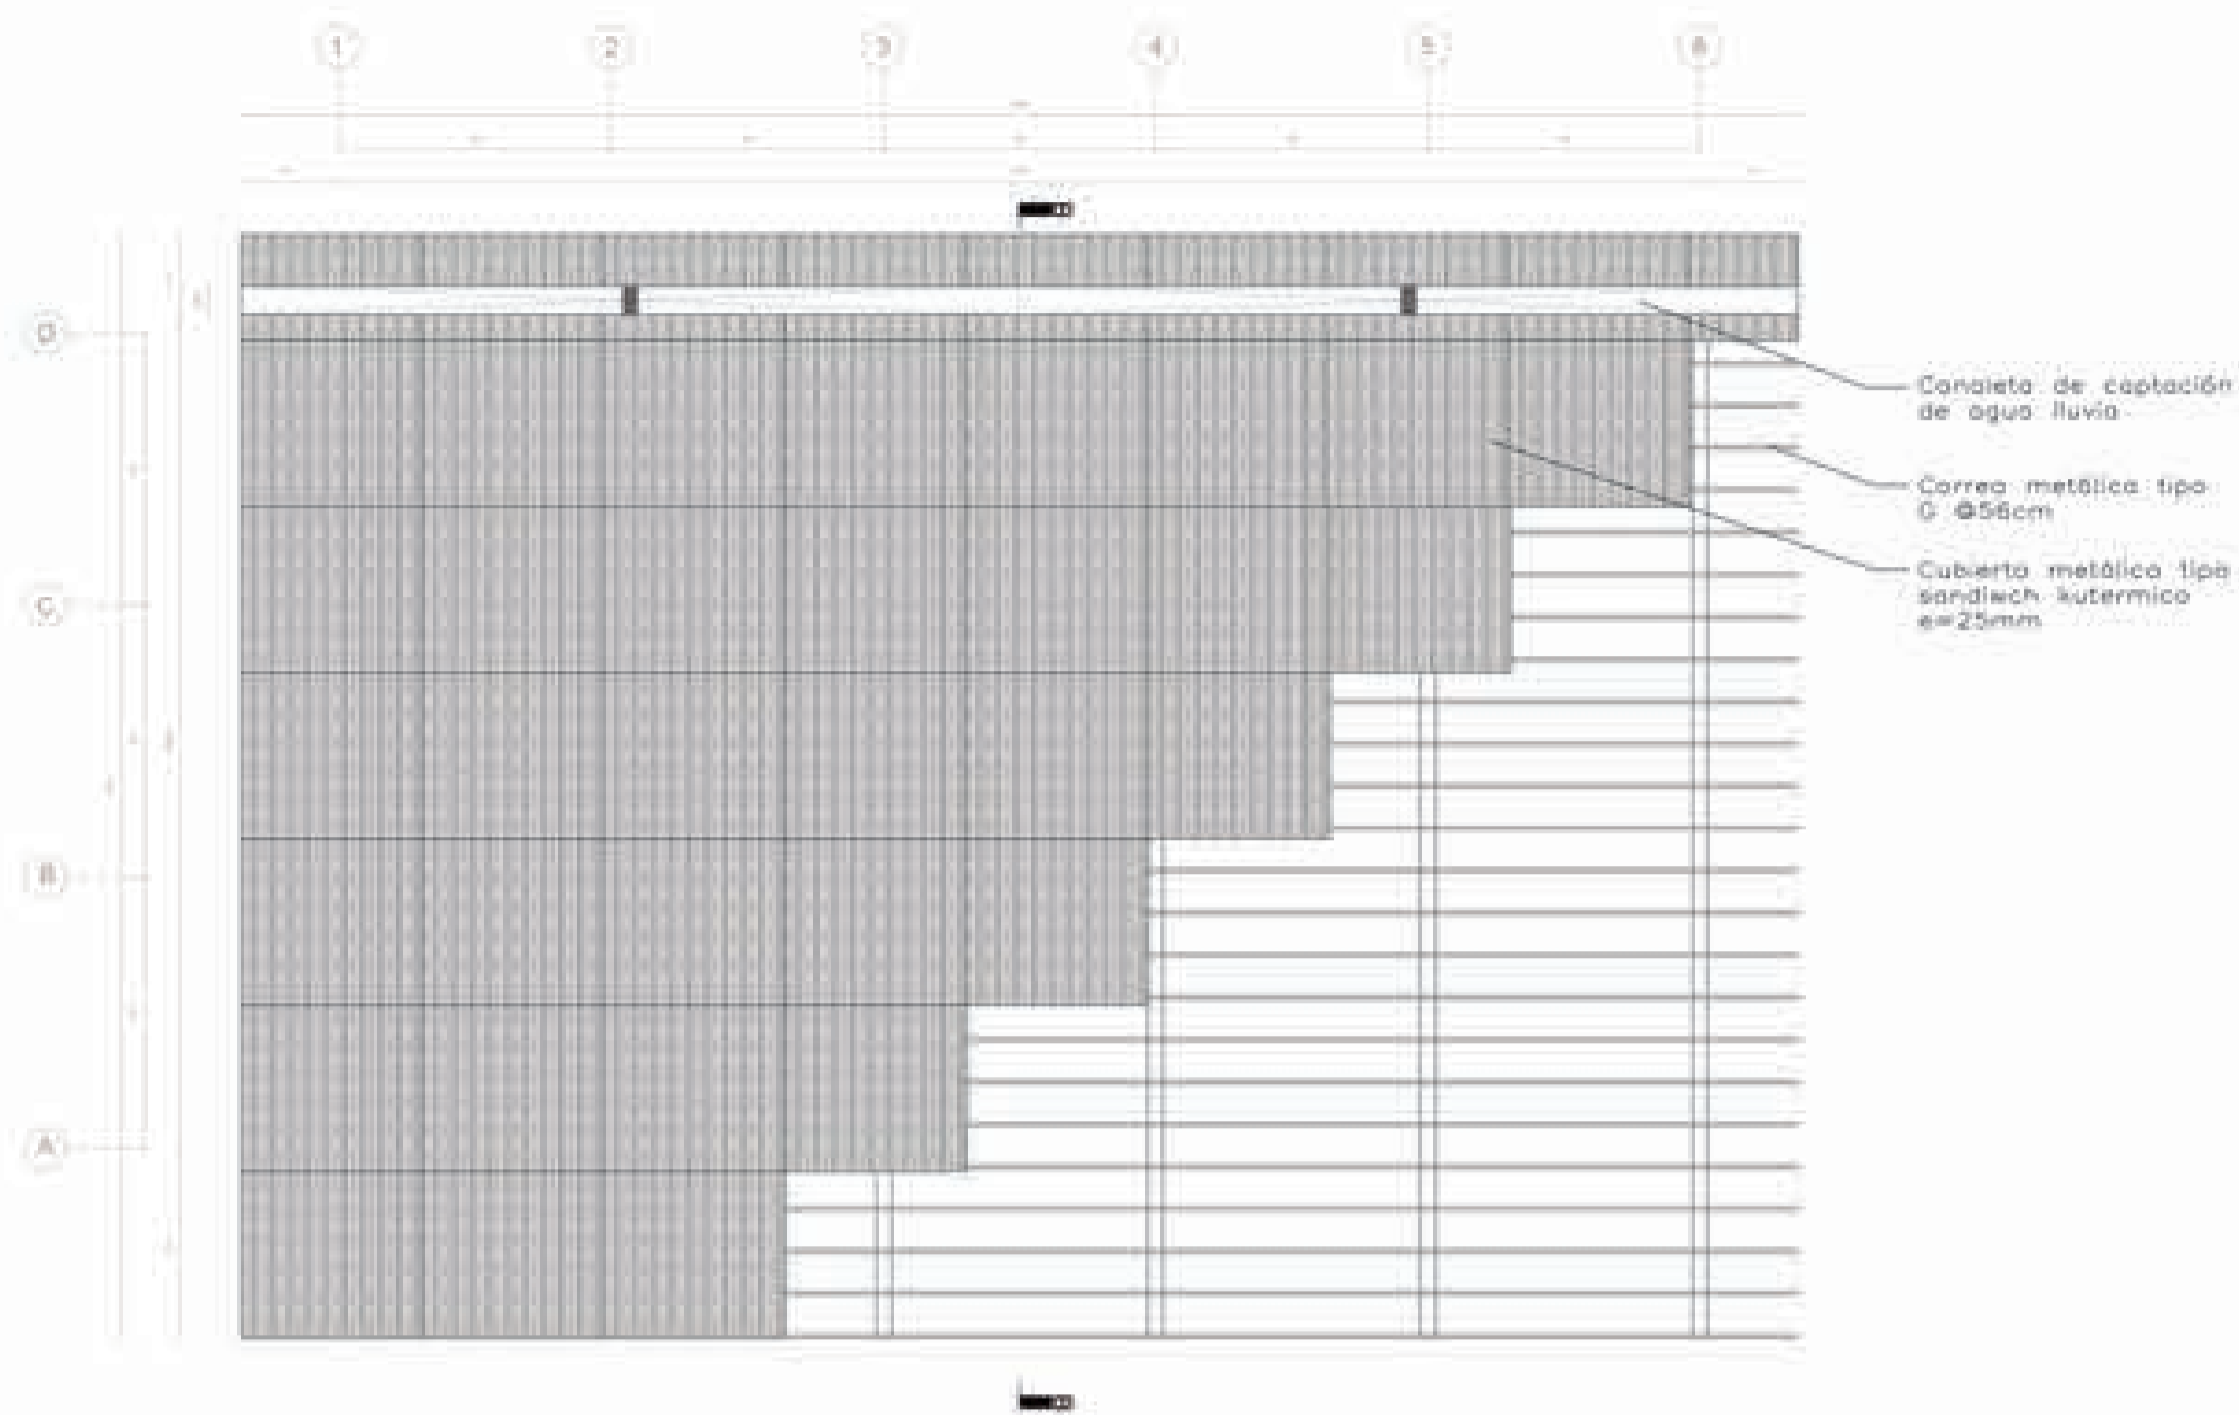 1 2 3 4 5 6
D
C
B
A
Canaleta de captación
de agua lluvia
Correa metálica tipo
G @56cm
Cubierta metálica tipo
sandiwch kutermico
e=25mm